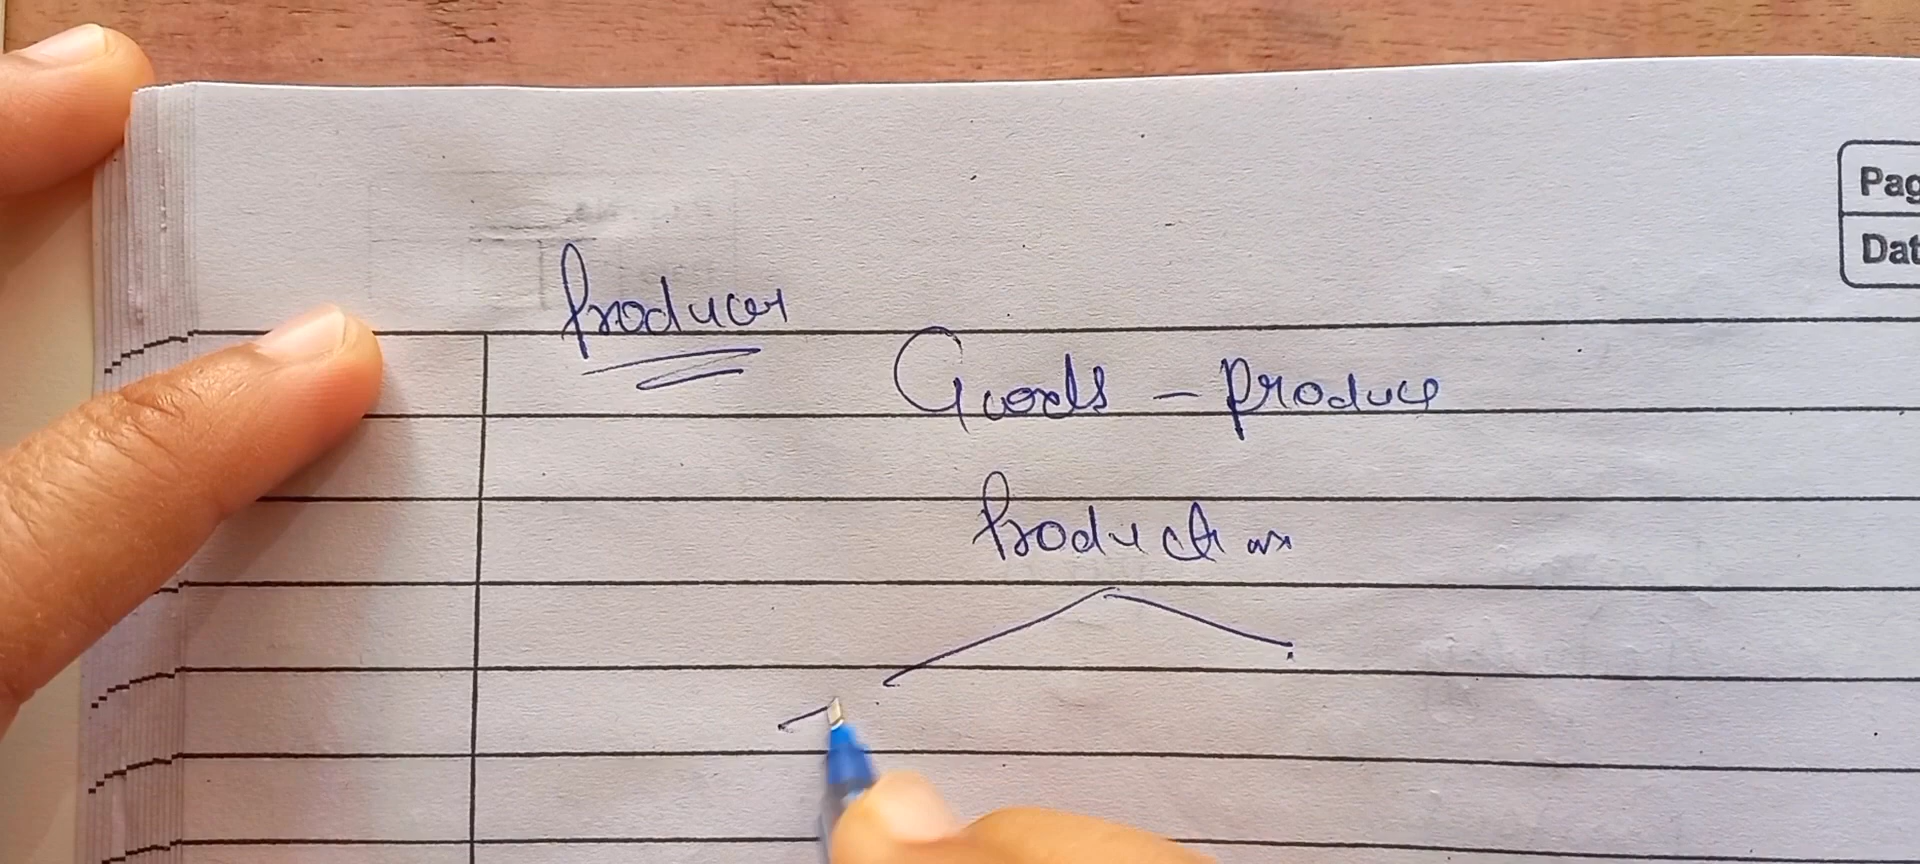 Pag
Dat
Producer
Goods - Produce
Production